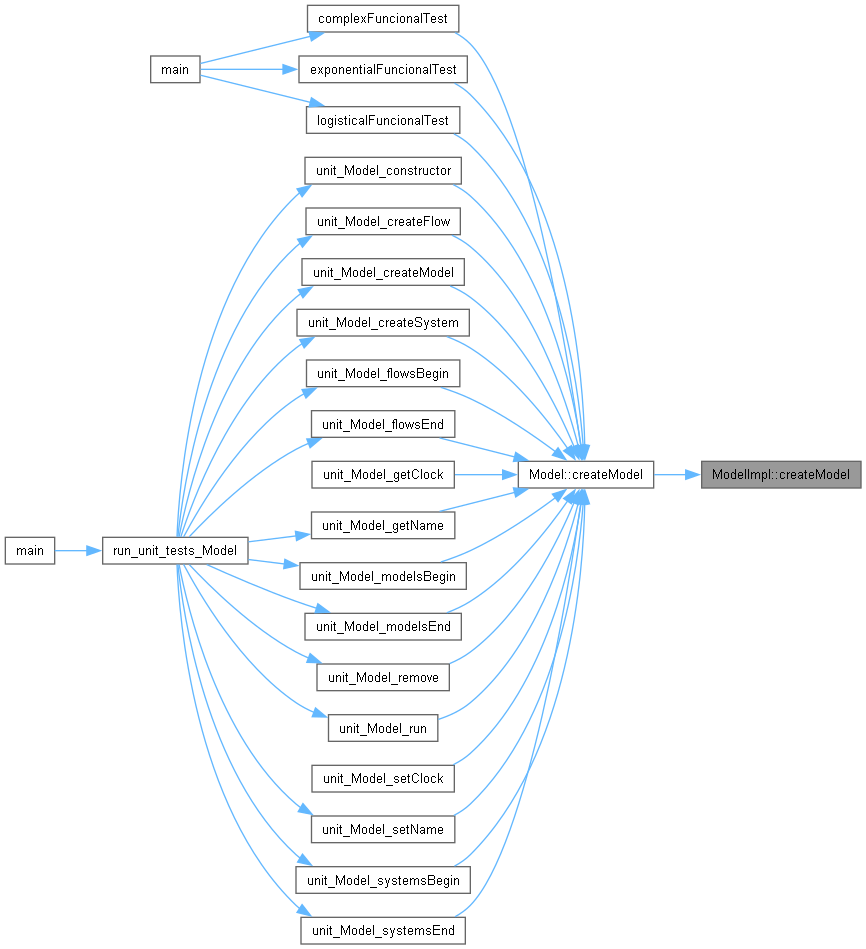 complexFuncionalTest
main
exponentialFuncionalTest
logisticalFuncionalTest
unit_Model_constructor
unit_Model_createFlow
unit_Model_createModel
unit_Model_createSystem
unit_Model_flowsBegin
unit_Model_flowsEnd
unit_Model_getClock
Model::createModel
ModelImpl::createModel
unit_Model_getName
main
run_unit_tests_Model
unit_Model_modelsBegin
unit_Model_modelsEnd
unit_Model_remove
unit_Model_run
unit_Model_setClock
unit_Model_setName
unit_Model_systemsBegin
unit_Model_systemsEnd